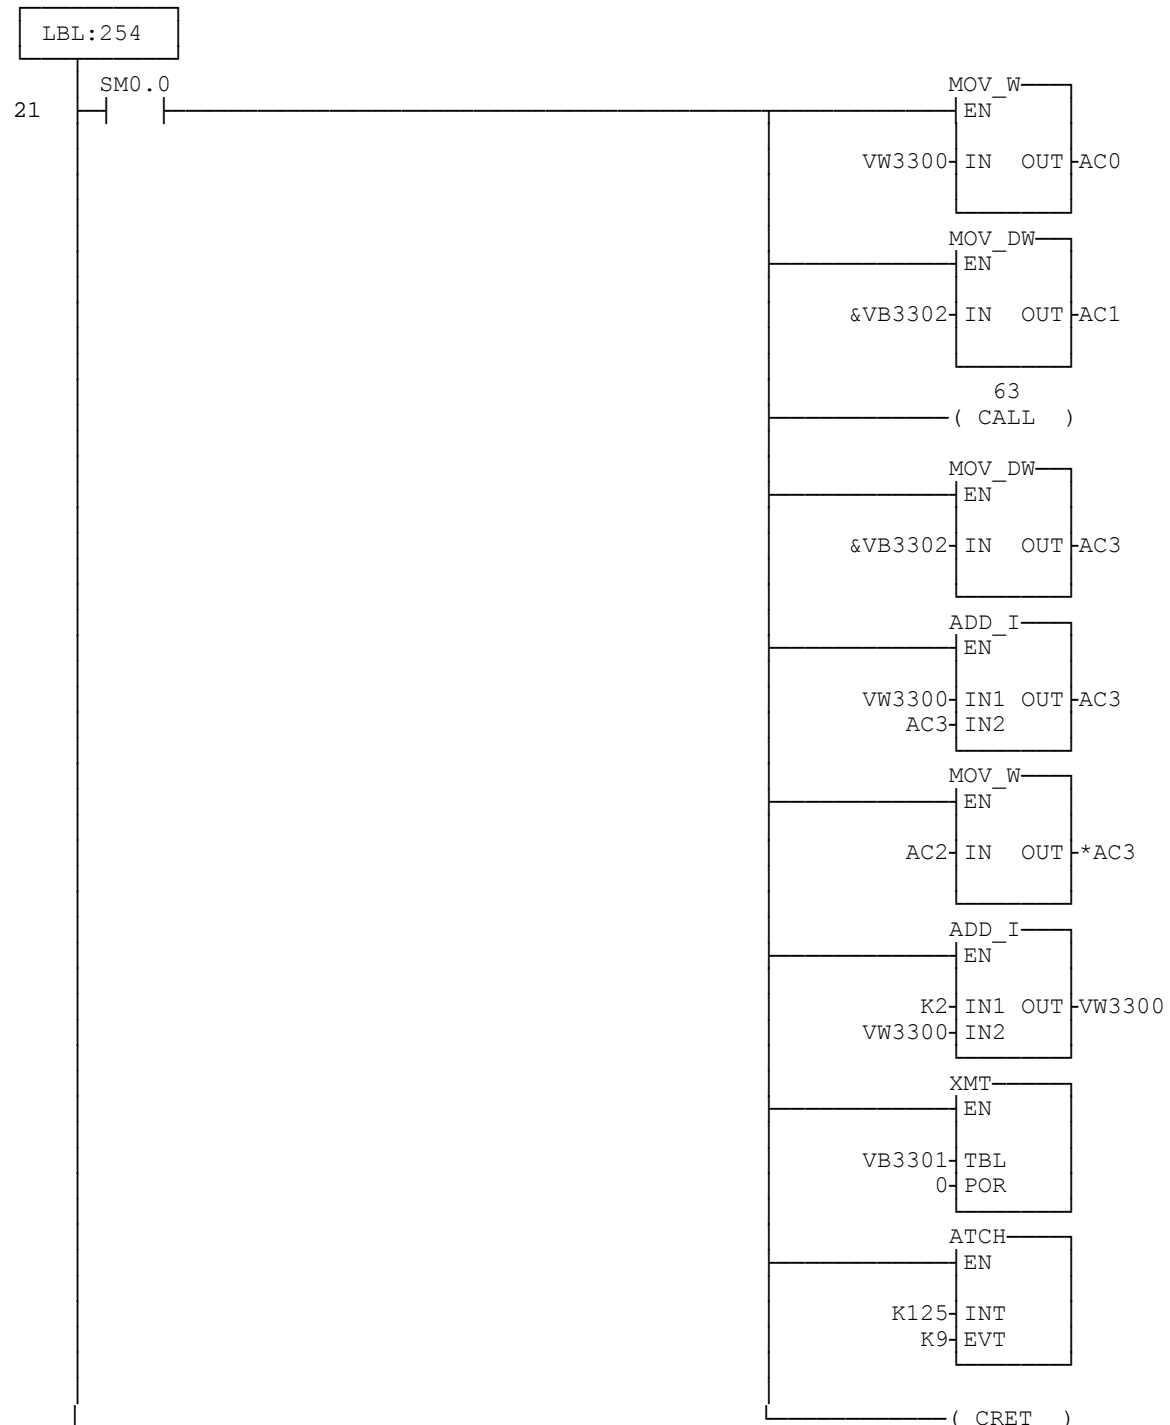 LBL:254
SM0.0
21
MOV_W
EN
VW3300 IN OUT AC0
MOV_DW
EN
&VB3302 IN OUT AC1
63
( CALL )
MOV_DW
EN
&VB3302 IN OUT AC3
ADD_I
EN
VW3300 IN1 OUT AC3
AC3 IN2
MOV_W
EN
AC2 IN OUT *AC3
ADD_I
EN
K2 IN1 OUT VW3300
VW3300 IN2
XMT
EN
VB3301 TBL
0 POR
ATCH
EN
K125 INT
K9 EVT
( CRET )